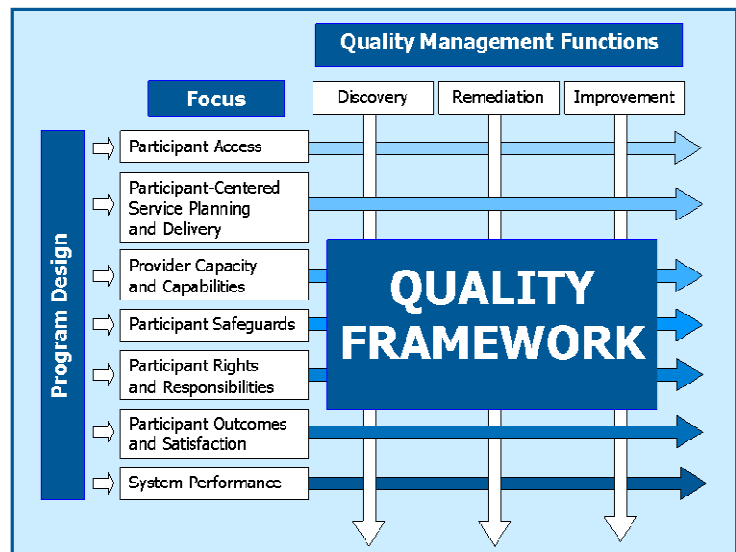 Quality Management Functions
Focus
Discovery
Remediation
Improvement
Program Design
Participant Access
Participant-Centered
Service Planning
and Delivery
Provider Capacity
and Capabilities
Participant Safeguards
Participant Rights
and Responsibilities
Participant Outcomes
and Satisfaction
System Performance
QUALITY
FRAMEWORK